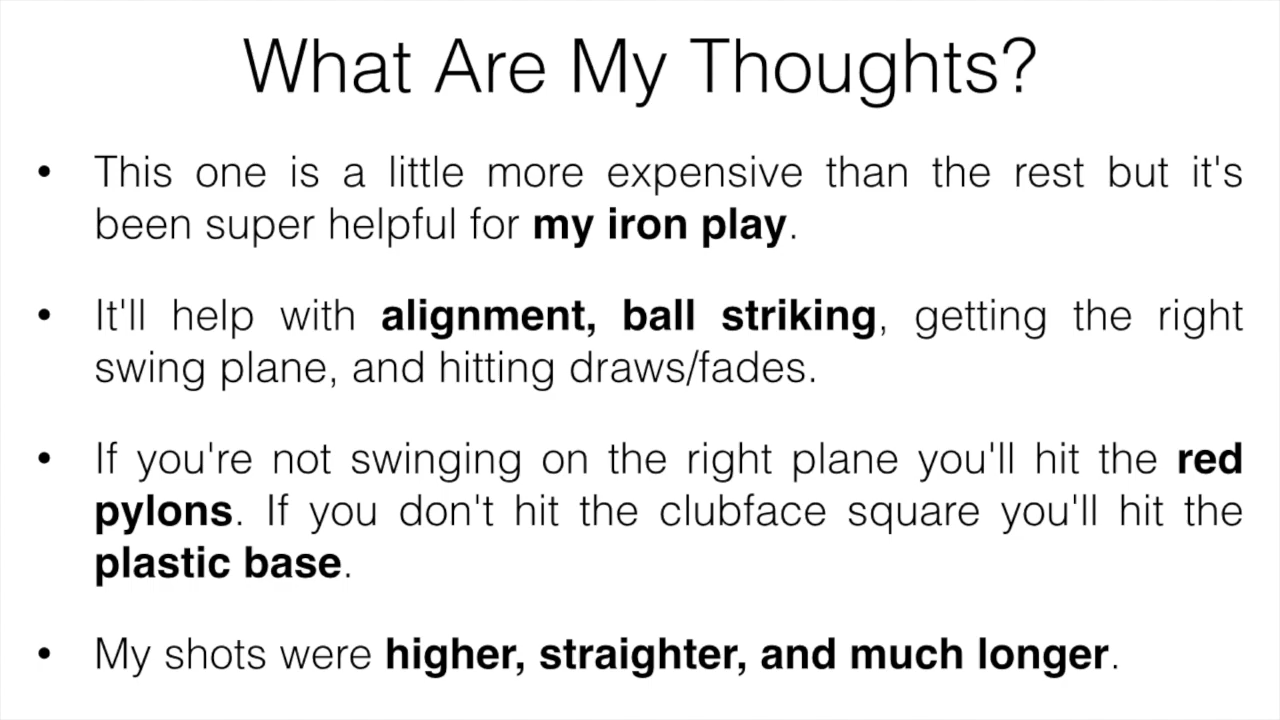 What Are My Thoughts?
• This one is a little more expensive than the rest but it's
been super helpful for my iron play.
• It'll help with alignment, ball striking, getting the right
swing plane, and hitting draws/fades.
• If you're not swinging on the right plane you'll hit the red
pylons. If you don't hit the clubface square you'll hit the
plastic base.
• My shots were higher, straighter, and much longer.